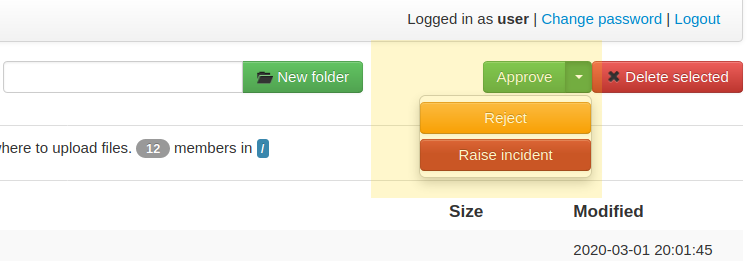 Logged in as user | Change password | Logout
New folder
Approve
Delete selected
Reject
where to upload files. 12 members in /
Raise incident
Size
Modified
2020-03-01 20:01:45